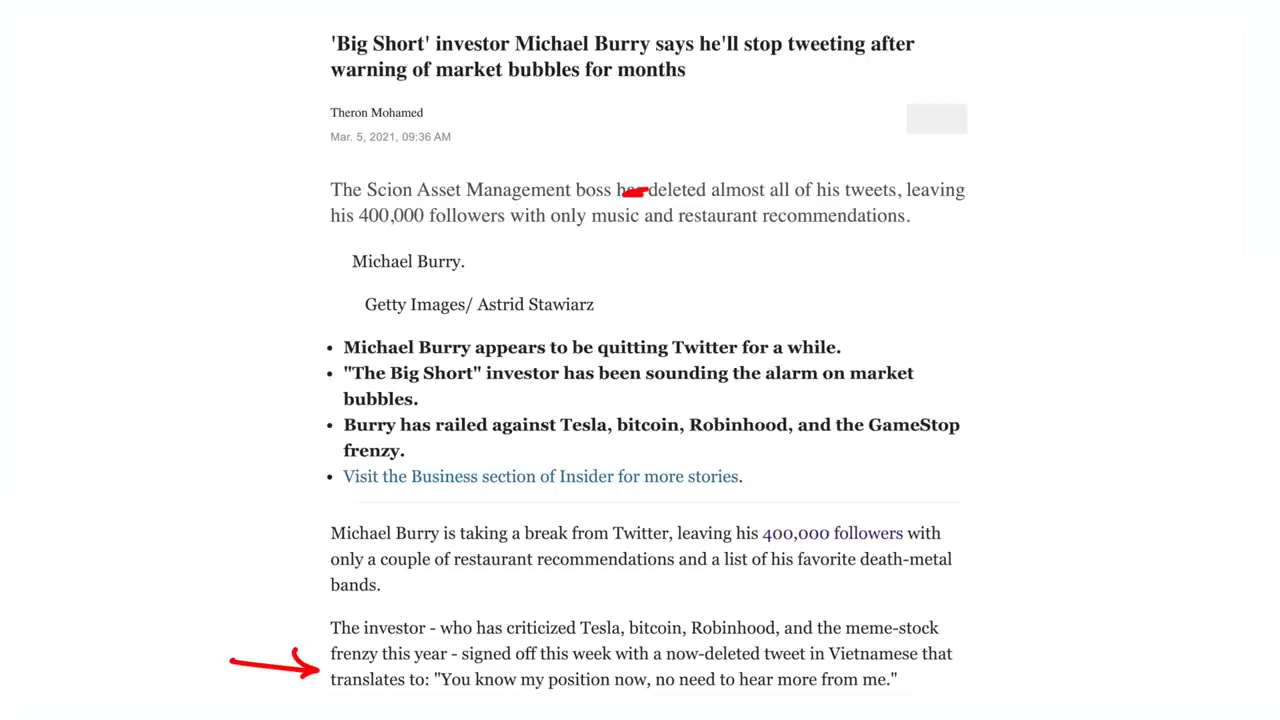 'Big Short' investor Michael Burry says he'll stop tweeting after
warning of market bubbles for months
Theron Mohamed
Mar. 5, 2021, 09:36 AM
The Scion Asset Management boss has deleted almost all of his tweets, leaving
his 400,000 followers with only music and restaurant recommendations.
Michael Burry.
Getty Images/ Astrid Stawiarz
• Michael Burry appears to be quitting Twitter for a while.
• "The Big Short" investor has been sounding the alarm on market
bubbles.
• Burry has railed against Tesla, bitcoin, Robinhood, and the GameStop
frenzy.
• Visit the Business section of Insider for more stories.
Michael Burry is taking a break from Twitter, leaving his 400,000 followers with
only a couple of restaurant recommendations and a list of his favorite death-metal
bands.
The investor - who has criticized Tesla, bitcoin, Robinhood, and the meme-stock
frenzy this year - signed off this week with a now-deleted tweet in Vietnamese that
translates to: "You know my position now, no need to hear more from me."